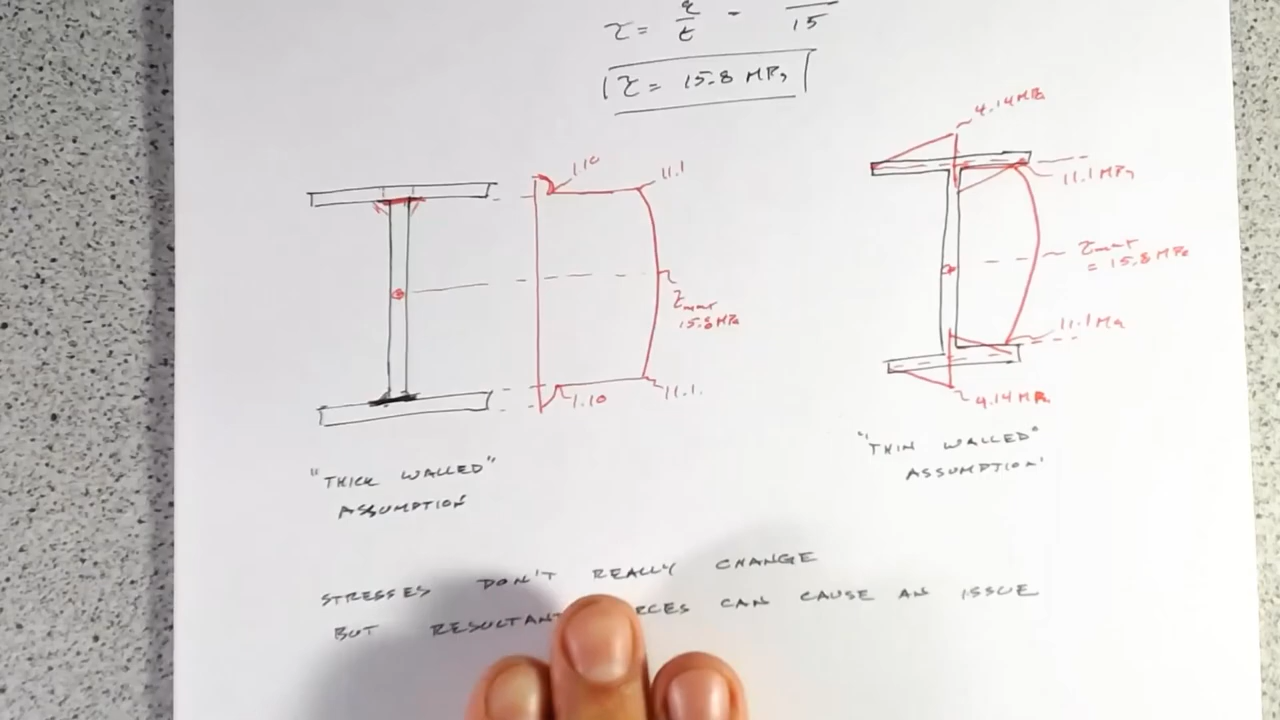 τ = q/t = /15
τ = 15.8 MPa
4.14 MPa
1.10
11.1
11.1 MPa
τmax
= 15.8 MPa
τmax
15.8 MPa
11.1 MPa
1.10
11.1
4.14 MPa
"THICK WALLED"
ASSUMPTION
"THIN WALLED"
ASSUMPTION
STRESSES DON'T REALLY CHANGE
BUT RESULTANT RCES CAN CAUSE AN ISSUE